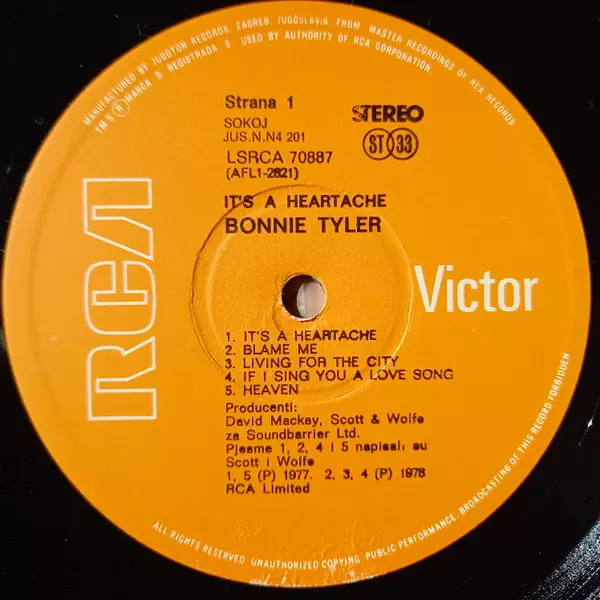 MANUFACTURED BY JUGOTON RECORDS, ZAGREB, JUGOSLAVIA, FROM MASTER RECORDINGS OF RCA RECORDS.
TM S ® MARCA S REGISTRADA S USED BY AUTHORITY OF RCA CORPORATION.
Strana 1
SOKOJ
JUS.N.N4 201
STEREO
ST 33
LSRCA 70887
(AFL1-2821)
IT'S A HEARTACHE
BONNIE TYLER
RCA
Victor
1. IT'S A HEARTACHE
2. BLAME ME
3. LIVING FOR THE CITY
4. IF I SING YOU A LOVE SONG
5. HEAVEN
Producenti:
David Mackay, Scott & Wolfe
za Soundbarrier Ltd.
Pjesme 1, 2, 4 i 5 napisali su
Scott i Wolfe
1, 5 (P) 1977. 2, 3, 4 (P) 1978
RCA Limited
ALL RIGHTS RESERVED. UNAUTHORIZED COPYING, PUBLIC PERFORMANCE, BROADCASTING OF THIS RECORD FORBIDDEN